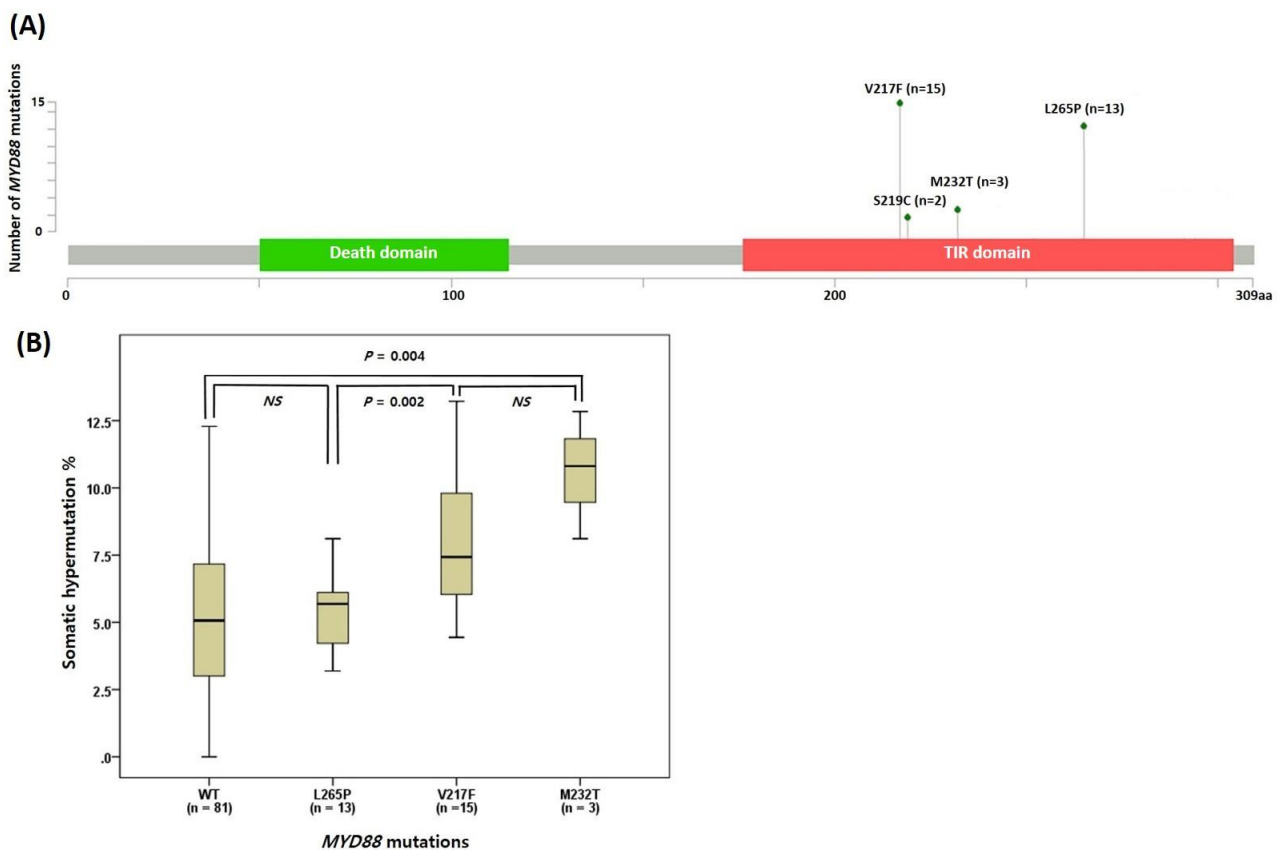 (A)
Number of MYD88 mutations
15
0
V217F (n=15)
L265P (n=13)
M232T (n=3)
S219C (n=2)
Death domain
TIR domain
0
100
200
309aa
(B)
P = 0.004
NS
P = 0.002
NS
Somatic hypermutation %
12.5
10.0
7.5
5.0
2.5
.0
WT
(n = 81)
L265P
(n = 13)
V217F
(n =15)
M232T
(n = 3)
MYD88 mutations